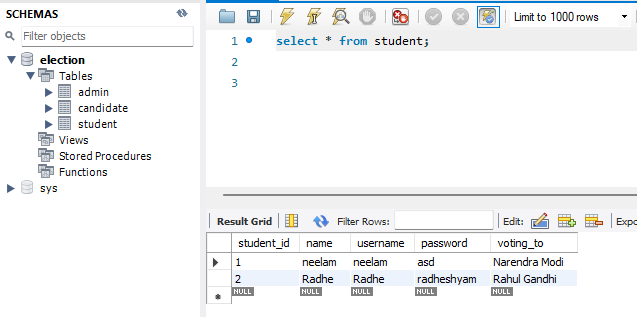 SCHEMAS
Filter objects
election
Tables
admin
candidate
student
Views
Stored Procedures
Functions
sys
Limit to 1000 rows
1 select * from student;
2
3
Result Grid Filter Rows: Edit: Expo
student_id name username password voting_to
1 neelam neelam asd Narendra Modi
2 Radhe Radhe radheshyam Rahul Gandhi
NULL NULL NULL NULL NULL